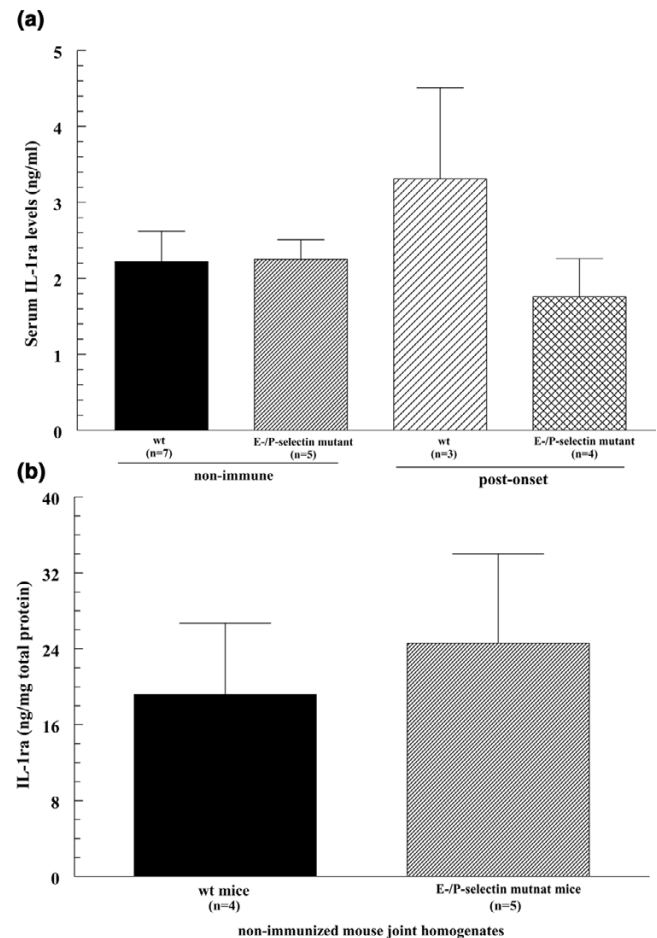 (a)
5
4
3
2
1
0
Serum IL-1ra levels (ng/ml)
wt
(n=7)
E-/P-selectin mutant
(n=5)
wt
(n=3)
E-/P-selectin mutant
(n=4)
non-immune
post-onset
(b)
40
32
24
16
8
0
IL-1ra (ng/mg total protein)
wt mice
(n=4)
E-/P-selectin mutnat mice
(n=5)
non-immunized mouse joint homogenates